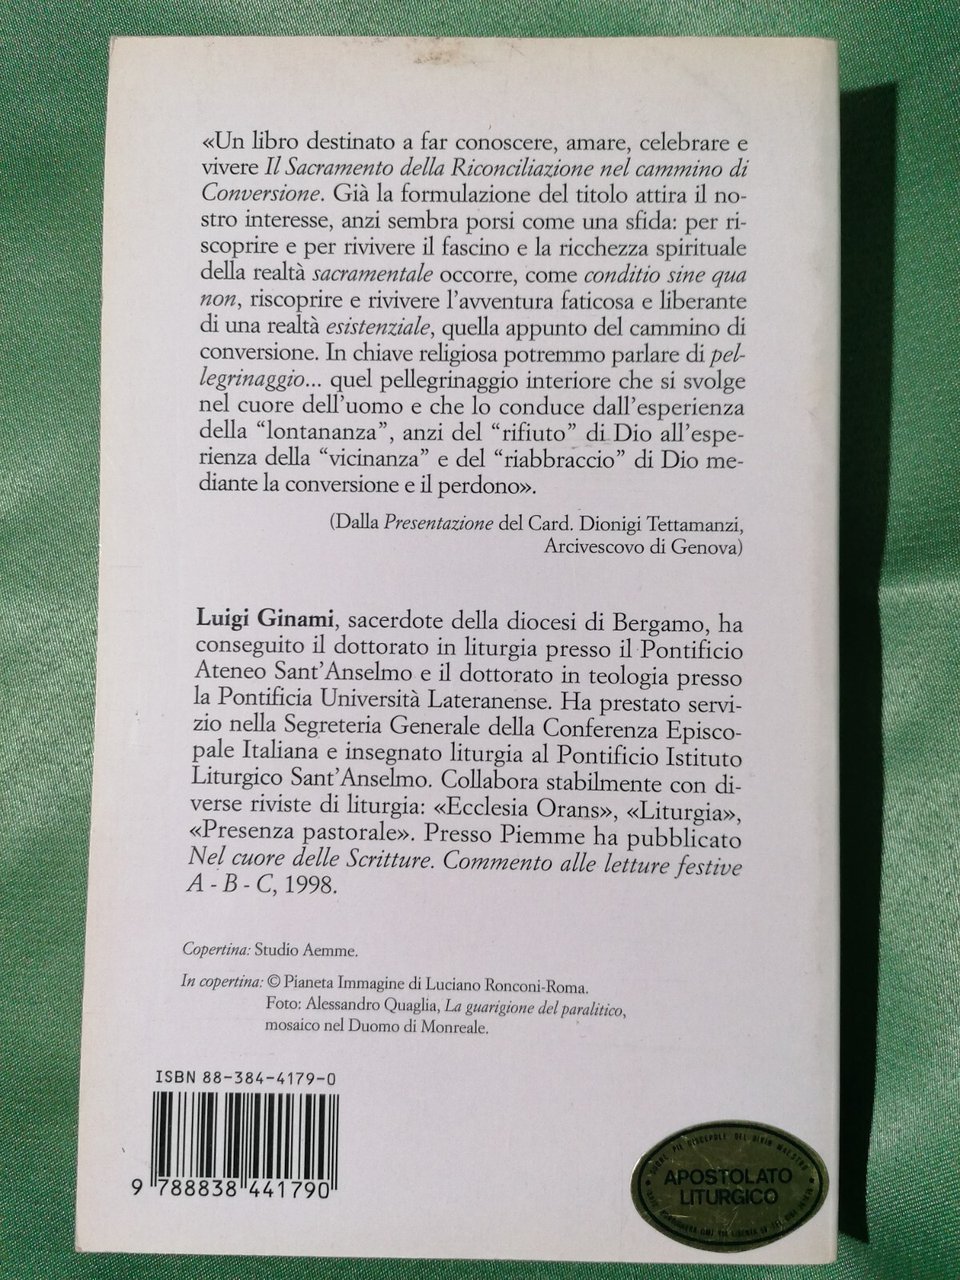 «Un libro destinato a far conoscere, amare, celebrare e
vivere Il Sacramento della Riconciliazione nel cammino di
Conversione. Già la formulazione del titolo attira il no-
stro interesse, anzi sembra porsi come una sfida: per ri-
scoprire e per rivivere il fascino e la ricchezza spirituale
della realtà sacramentale occorre, come conditio sine qua
non, riscoprire e rivivere l'avventura faticosa e liberante
di una realtà esistenziale, quella appunto del cammino di
conversione. In chiave religiosa potremmo parlare di pel-
legrinaggio... quel pellegrinaggio interiore che si svolge
nel cuore dell'uomo e che lo conduce dall'esperienza
della “lontananza”, anzi del “rifiuto” di Dio all'espe-
rienza della “vicinanza” e del “riabbraccio” di Dio me-
diante la conversione e il perdono».
(Dalla Presentazione del Card. Dionigi Tettamanzi,
Arcivescovo di Genova)
Luigi Ginami, sacerdote della diocesi di Bergamo, ha
conseguito il dottorato in liturgia presso il Pontificio
Ateneo Sant'Anselmo e il dottorato in teologia presso
la Pontificia Università Lateranense. Ha prestato servi-
zio nella Segreteria Generale della Conferenza Episco-
pale Italiana e insegnato liturgia al Pontificio Istituto
Liturgico Sant'Anselmo. Collabora stabilmente con di-
verse riviste di liturgia: «Ecclesia Orans», «Liturgia»,
«Presenza pastorale». Presso Piemme ha pubblicato
Nel cuore delle Scritture. Commento alle letture festive
A - B - C, 1998.
Copertina: Studio Aemme.
In copertina: © Pianeta Immagine di Luciano Ronconi-Roma.
Foto: Alessandro Quaglia, La guarigione del paralitico,
mosaico nel Duomo di Monreale.
ISBN 88-384-4179-0
9 788838 441790
PIE DISCEPOLE DEL DIVIN MAESTRO
APOSTOLATO
LITURGICO